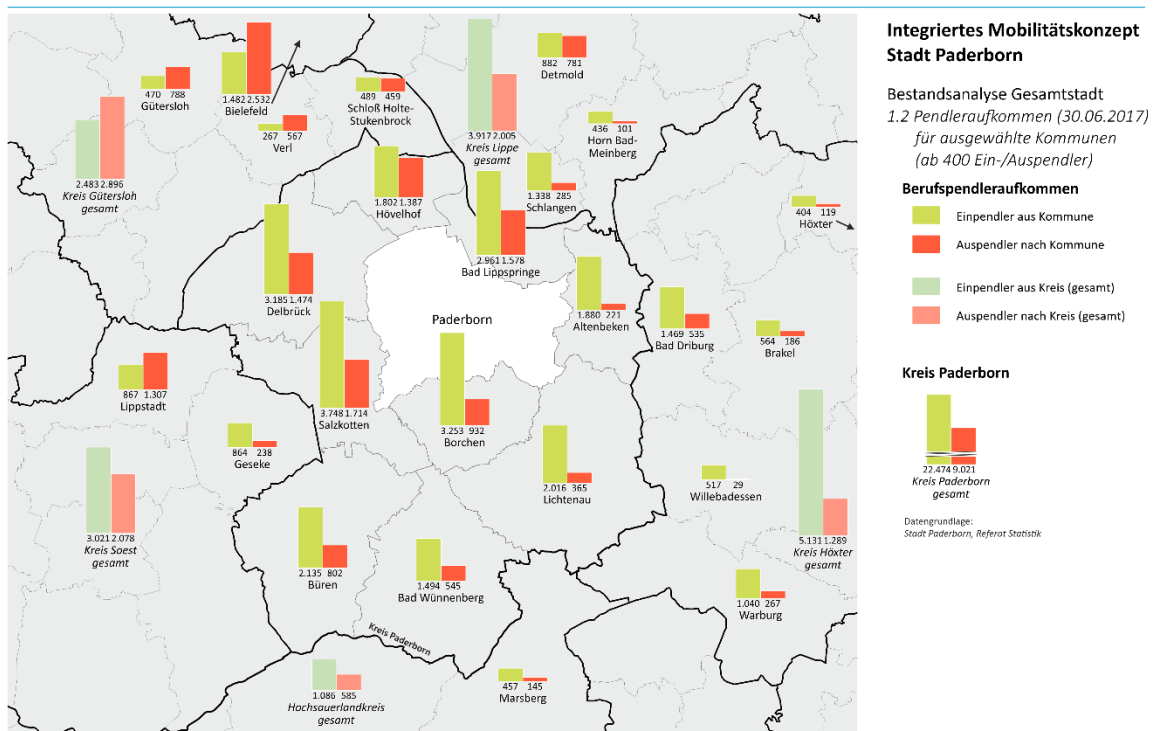 Integriertes Mobilitätskonzept
Stadt Paderborn
Bestandsanalyse Gesamtstadt
1.2 Pendleraufkommen (30.06.2017)
für ausgewählte Kommunen
(ab 400 Ein-/Auspendler)
Berufspendleraufkommen
Einpendler aus Kommune
Auspendler nach Kommune
Einpendler aus Kreis (gesamt)
Auspendler nach Kreis (gesamt)
Kreis Paderborn
22.474 9.021
Kreis Paderborn
gesamt
Datengrundlage:
Stadt Paderborn, Referat Statistik
470 788
Gütersloh
1.482 2.532
Bielefeld
267 567
Verl
489 459
Schloß Holte-
Stukenbrock
3.917 2.005
Kreis Lippe
gesamt
882 781
Detmold
436 101
Horn Bad-
Meinberg
2.483 2.896
Kreis Gütersloh
gesamt
1.802 1.387
Hövelhof
1.338 285
Schlangen
404 119
Höxter
2.961 1.578
Bad Lippspringe
3.185 1.474
Delbrück
Paderborn
1.880 221
Altenbeken
1.469 535
Bad Driburg
564 186
Brakel
867 1.307
Lippstadt
3.748 1.714
Salzkotten
3.253 932
Borchen
864 238
Geseke
2.016 365
Lichtenau
517 29
Willebadessen
3.021 2.078
Kreis Soest
gesamt
5.131 1.289
Kreis Höxter
gesamt
2.135 802
Büren
1.494 545
Bad Wünnenberg
1.040 267
Warburg
Kreis Paderborn
1.086 585
Hochsauerlandkreis
gesamt
457 145
Marsberg